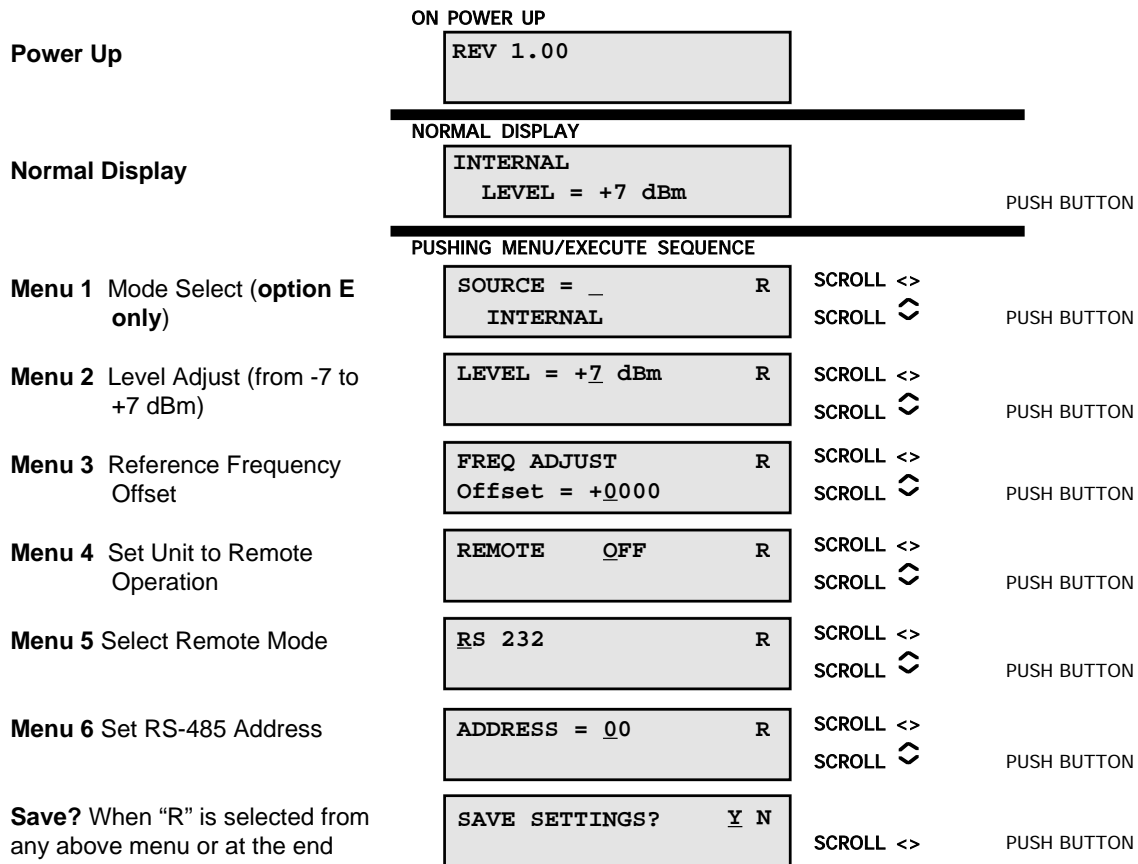 ON POWER UP
Power Up
REV 1.00
NORMAL DISPLAY
Normal Display
INTERNAL
LEVEL = +7 dBm
PUSH BUTTON
PUSHING MENU/EXECUTE SEQUENCE
Menu 1 Mode Select (option E
only)
SOURCE = _ R
INTERNAL
SCROLL <>
SCROLL
PUSH BUTTON
Menu 2 Level Adjust (from -7 to
+7 dBm)
LEVEL = +7 dBm R
SCROLL <>
SCROLL
PUSH BUTTON
Menu 3 Reference Frequency
Offset
FREQ ADJUST R
Offset = +0000
SCROLL <>
SCROLL
PUSH BUTTON
Menu 4 Set Unit to Remote
Operation
REMOTE OFF R
SCROLL <>
SCROLL
PUSH BUTTON
Menu 5 Select Remote Mode
RS 232 R
SCROLL <>
SCROLL
PUSH BUTTON
Menu 6 Set RS-485 Address
ADDRESS = 00 R
SCROLL <>
SCROLL
PUSH BUTTON
Save? When “R” is selected from
any above menu or at the end
SAVE SETTINGS? Y N
SCROLL <>
PUSH BUTTON